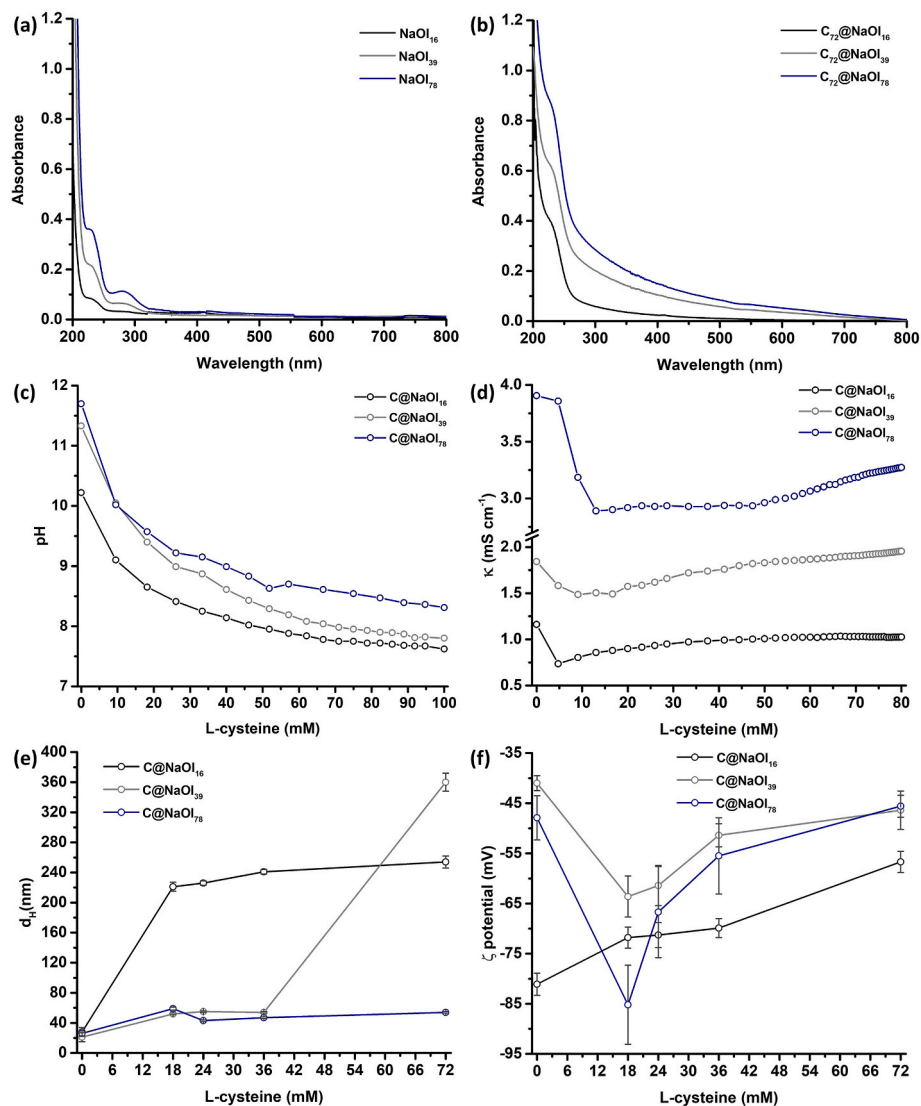 (a)
1.2
1.0
0.8
0.6
0.4
0.2
0.0
Absorbance
NaOl₁₆
NaOl₃₉
NaOl₇₈
200 300 400 500 600 700 800
Wavelength (nm)
(b)
1.2
1.0
0.8
0.6
0.4
0.2
0.0
Absorbance
C₇₂@NaOl₁₆
C₇₂@NaOl₃₉
C₇₂@NaOl₇₈
200 300 400 500 600 700 800
Wavelength (nm)
(c)
12
11
10
9
8
7
pH
C@NaOl₁₆
C@NaOl₃₉
C@NaOl₇₈
0 10 20 30 40 50 60 70 80 90 100
L-cysteine (mM)
(d)
4.0
3.5
3.0
2.0
1.5
1.0
0.5
κ (mS cm⁻¹)
C@NaOl₁₆
C@NaOl₃₉
C@NaOl₇₈
0 10 20 30 40 50 60 70 80
L-cysteine (mM)
(e)
400
360
320
280
240
200
160
120
80
40
0
d_H(nm)
C@NaOl₁₆
C@NaOl₃₉
C@NaOl₇₈
0 6 12 18 24 30 36 42 48 54 60 66 72
L-cysteine (mM)
(f)
-35
-45
-55
-65
-75
-85
-95
ζ potential (mV)
C@NaOl₁₆
C@NaOl₃₉
C@NaOl₇₈
0 6 12 18 24 30 36 42 48 54 60 66 72
L-cysteine (mM)